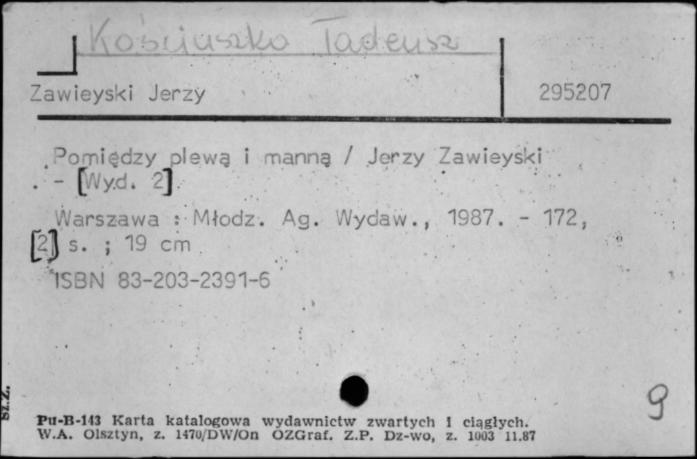 Kościuszko Tadeusz
Zawieyski Jerzy 295207
Pomiędzy plewą i manną / Jerzy Zawieyski
. - [Wyd. 2].
Warszawa : Młodz. Ag. Wydaw., 1987. - 172,
[2] s. ; 19 cm
ISBN 83-203-2391-6
9
Sz.Z.
Pu-B-143 Karta katalogowa wydawnictw zwartych i ciągłych.
W.A. Olsztyn, z. 1470/DW/On OZGraf. Z.P. Dz-wo, z. 1003 11.87